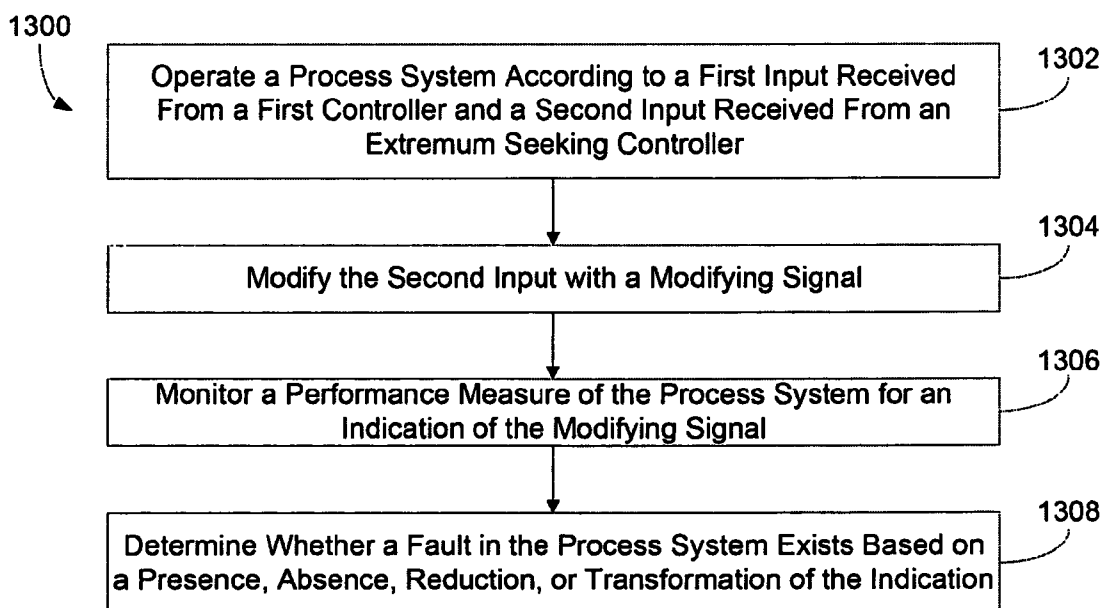 1300
Operate a Process System According to a First Input Received
From a First Controller and a Second Input Received From an
Extremum Seeking Controller
1302
Modify the Second Input with a Modifying Signal
1304
Monitor a Performance Measure of the Process System for an
Indication of the Modifying Signal
1306
Determine Whether a Fault in the Process System Exists Based on
a Presence, Absence, Reduction, or Transformation of the Indication
1308